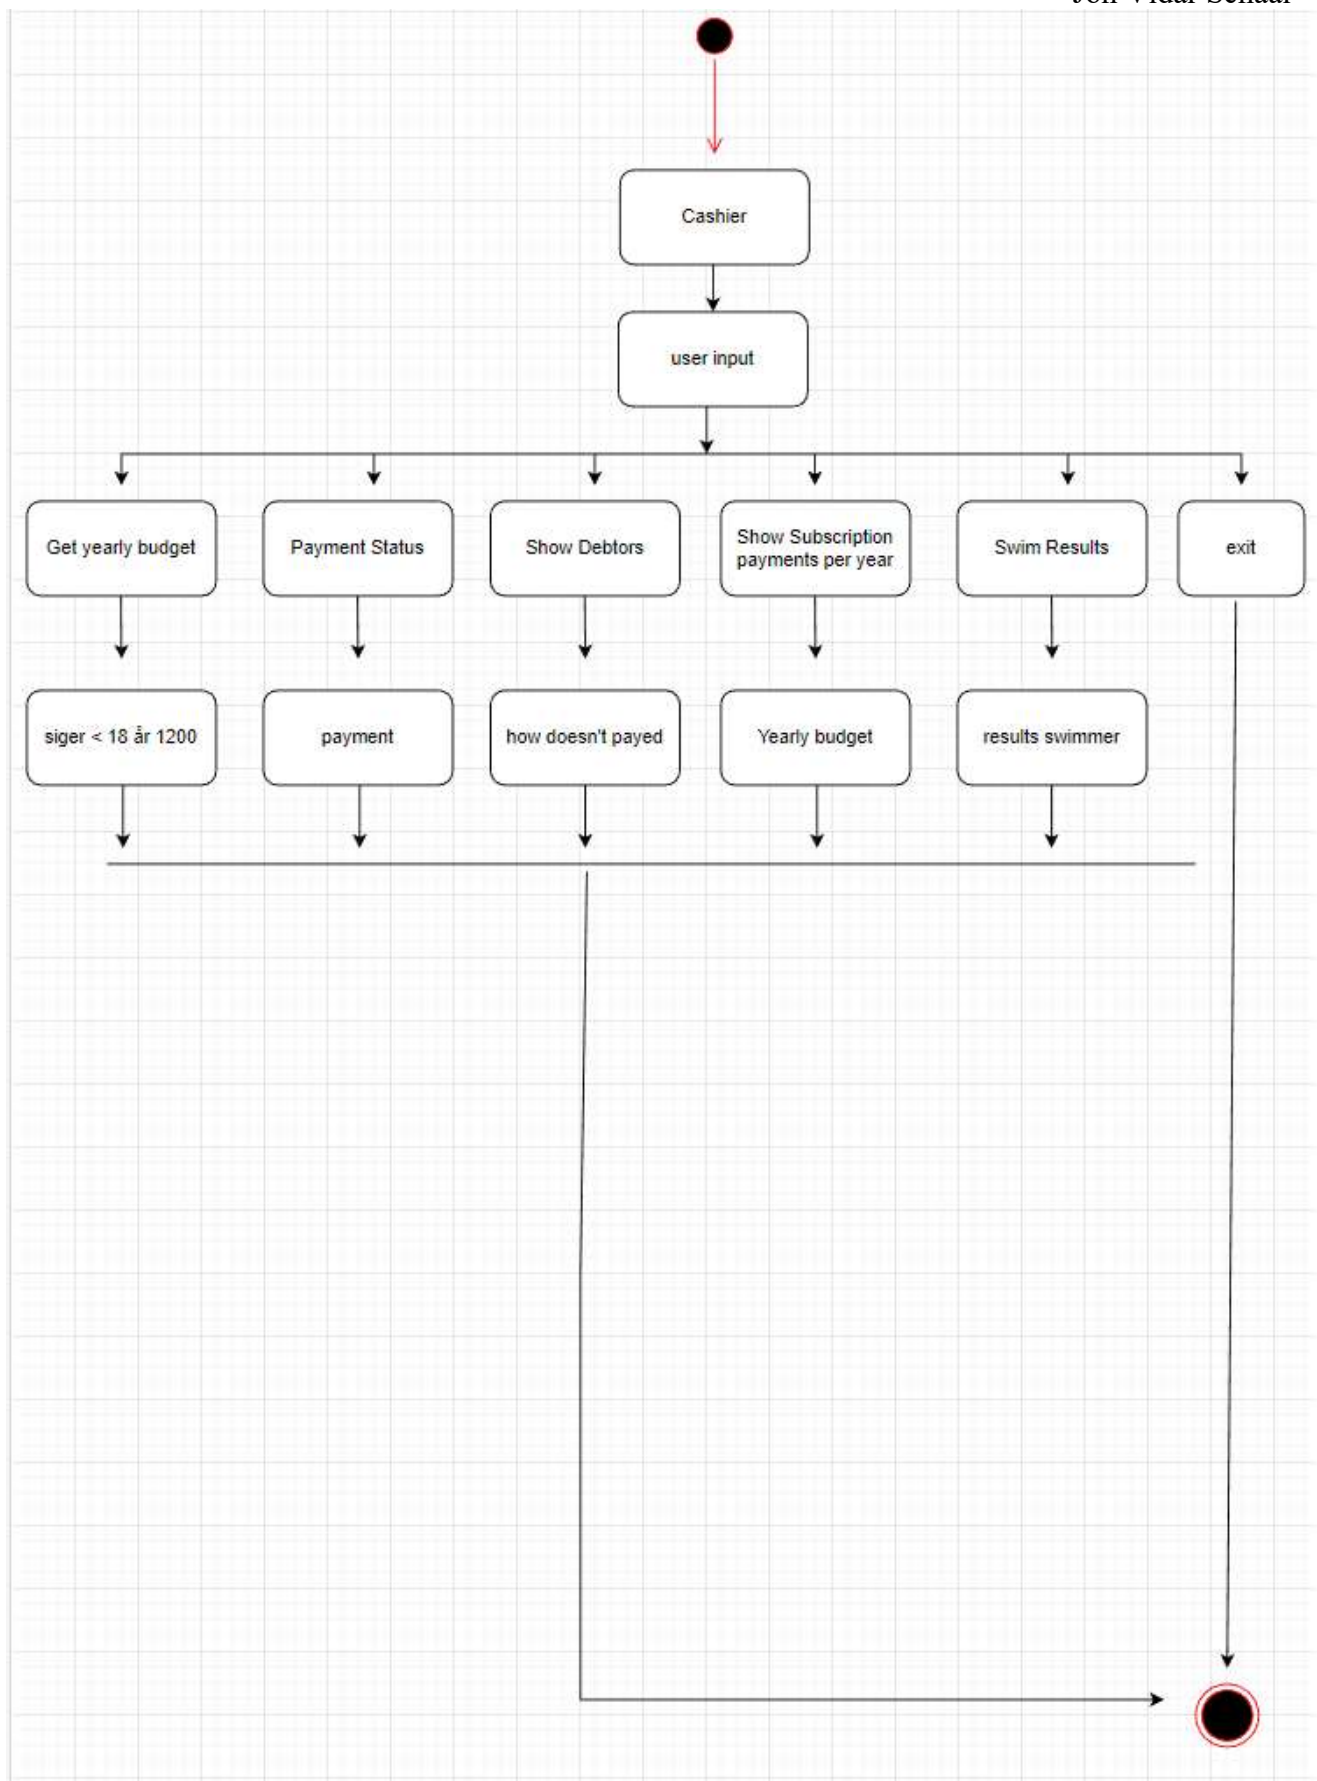 Cashier
user input
Get yearly budget
Payment Status
Show Debtors
Show Subscription
payments per year
Swim Results
exit
siger < 18 år 1200
payment
how doesn't payed
Yearly budget
results swimmer